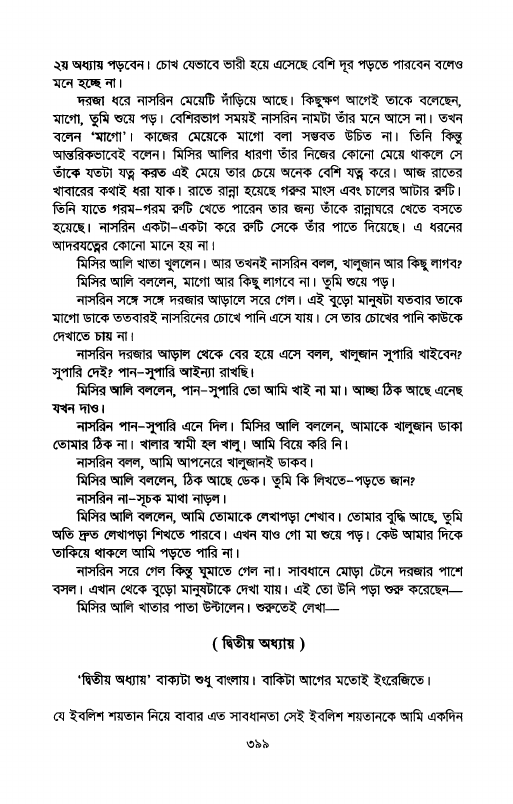 ২য় অধ্যায় পড়বেন। চোখ যেভাবে ভারী হয়ে এসেছে বেশি দূর পড়তে পারবেন বলেও
মনে হচ্ছে না।
দরজা ধরে নাসরিন মেয়েটি দাঁড়িয়ে আছে। কিছুক্ষণ আগেই তাকে বলেছেন,
মাগো, তুমি শুয়ে পড়। বেশিরভাগ সময়ই নাসরিন নামটা তাঁর মনে আসে না। তখন
বলেন ‘মাগো’। কাজের মেয়েকে মাগো বলা সম্ভবত উচিত না। তিনি কিন্তু
আন্তরিকভাবেই বলেন। মিসির আলির ধারণা তাঁর নিজের কোনো মেয়ে থাকলে সে
তাঁকে যতটা যত্ন করত এই মেয়ে তার চেয়ে অনেক বেশি যত্ন করে। আজ রাতের
খাবারের কথাই ধরা যাক। রাতে রান্না হয়েছে গরুর মাংস এবং চালের আটার রুটি।
তিনি যাতে গরম–গরম রুটি খেতে পারেন তার জন্য তাঁকে রান্নাঘরে খেতে বসতে
হয়েছে। নাসরিন একটা–একটা করে রুটি সেকে তাঁর পাতে দিয়েছে। এ ধরনের
আদরযত্নের কোনো মানে হয় না।
মিসির আলি খাতা খুললেন। আর তখনই নাসরিন বলল, খালুজান আর কিছু লাগব?
মিসির আলি বললেন, মাগো আর কিছু লাগবে না। তুমি শুয়ে পড়।
নাসরিন সঙ্গে সঙ্গে দরজার আড়ালে সরে গেল। এই বুড়ো মানুষটা যতবার তাকে
মাগো ডাকে ততবারই নাসরিনের চোখে পানি এসে যায়। সে তার চোখের পানি কাউকে
দেখাতে চায় না।
নাসরিন দরজার আড়াল থেকে বের হয়ে এসে বলল, খালুজান সুপারি খাইবেন?
সুপারি দেই? পান–সুপারি আইন্যা রাখছি।
মিসির আলি বললেন, পান–সুপারি তো আমি খাই না মা। আচ্ছা ঠিক আছে এনেছ
যখন দাও।
নাসরিন পান–সুপারি এনে দিল। মিসির আলি বললেন, আমাকে খালুজান ডাকা
তোমার ঠিক না। খালার স্বামী হল খালু। আমি বিয়ে করি নি।
নাসরিন বলল, আমি আপনেরে খালুজানই ডাকব।
মিসির আলি বললেন, ঠিক আছে ডেক। তুমি কি লিখতে–পড়তে জান?
নাসরিন না–সূচক মাথা নাড়ল।
মিসির আলি বললেন, আমি তোমাকে লেখাপড়া শেখাব। তোমার বুদ্ধি আছে, তুমি
অতি দ্রুত লেখাপড়া শিখতে পারবে। এখন যাও গো মা শুয়ে পড়। কেউ আমার দিকে
তাকিয়ে থাকলে আমি পড়তে পারি না।
নাসরিন সরে গেল কিন্তু ঘুমাতে গেল না। সাবধানে মোড়া টেনে দরজার পাশে
বসল। এখান থেকে বুড়ো মানুষটাকে দেখা যায়। এই তো উনি পড়া শুরু করেছেন—
মিসির আলি খাতার পাতা উল্টালেন। শুরুতেই লেখা—
( দ্বিতীয় অধ্যায় )
‘দ্বিতীয় অধ্যায়’ বাক্যটা শুধু বাংলায়। বাকিটা আগের মতোই ইংরেজিতে।
যে ইবলিশ শয়তান নিয়ে বাবার এত সাবধানতা সেই ইবলিশ শয়তানকে আমি একদিন
৩৯৯